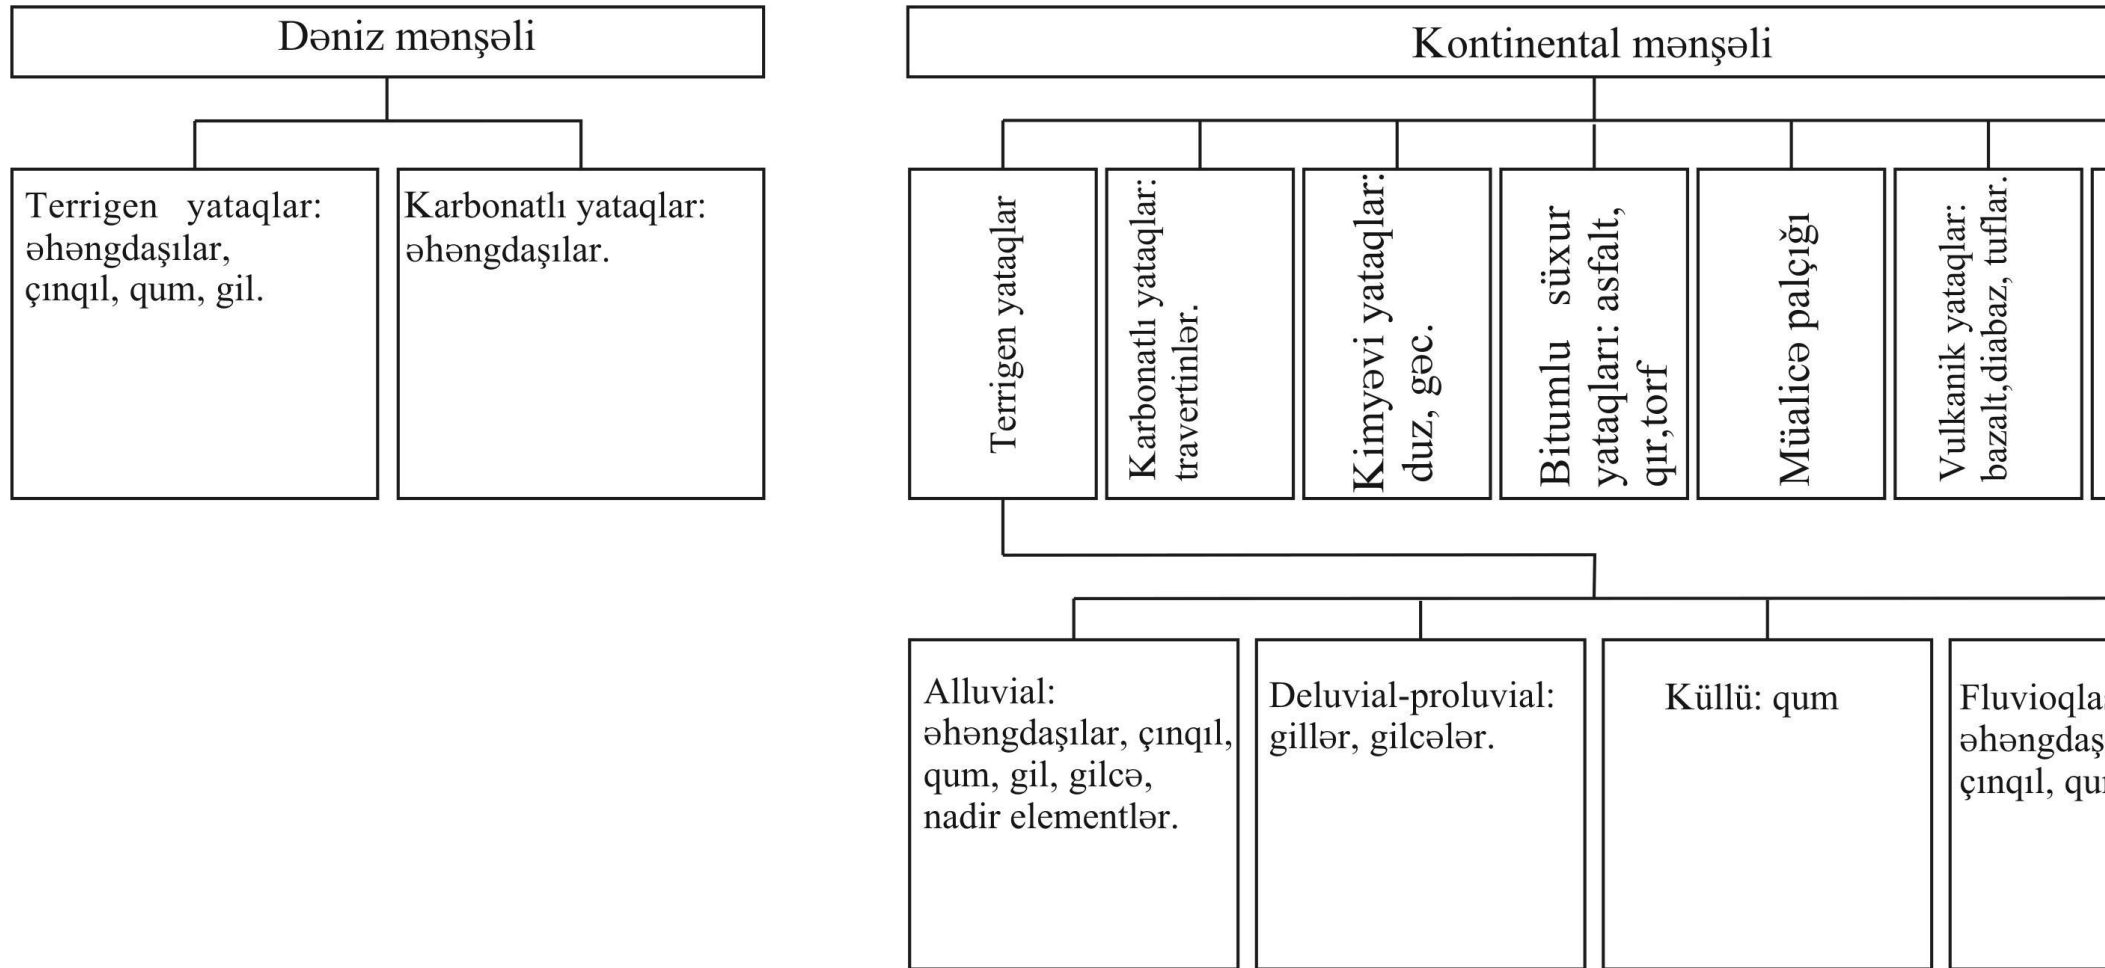 Dəniz mənşəli
Kontinental mənşəli
Terrigen yataqlar:
əhəngdaşılar,
çınqıl, qum, gil.
Karbonatlı yataqlar:
əhəngdaşılar.
Terrigen yataqlar
Karbonatlı yataqlar:
travertinlər.
Kimyəvi yataqlar:
duz, gəc.
Bitumlu süxur
yataqları: asfalt,
qır,torf
Müalicə palçığı
Vulkanik yataqlar:
bazalt,diabaz, tuflar.
Alluvial:
əhəngdaşılar, çınqıl,
qum, gil, gilcə,
nadir elementlər.
Deluvial-proluvial:
gillər, gilcələr.
Küllü: qum
çınqıl,